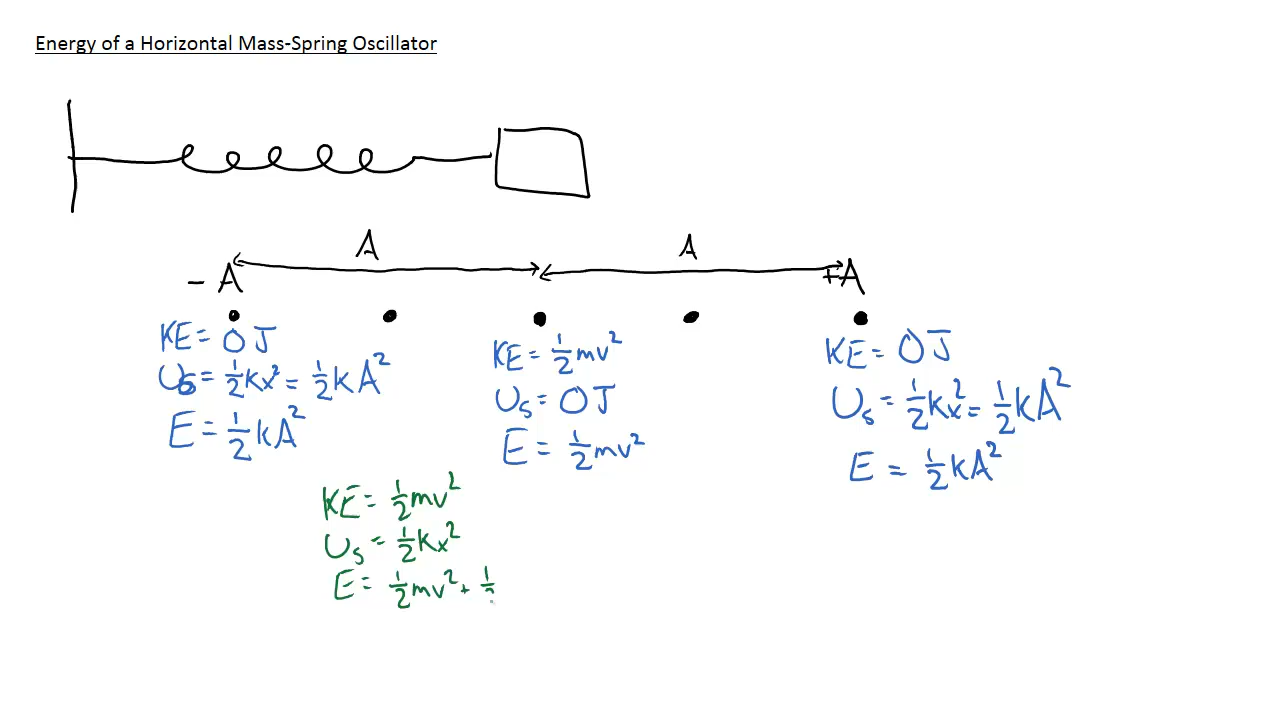 Energy of a Horizontal Mass-Spring Oscillator
A A
- A +A
KE = 0 J
Us = ½kx² = ½kA²
E = ½kA²
KE = ½mv²
Us = 0 J
E = ½mv²
KE = 0 J
Us = ½kx² = ½kA²
E = ½kA²
KE = ½mv²
Us = ½kx²
E = ½mv² + ½